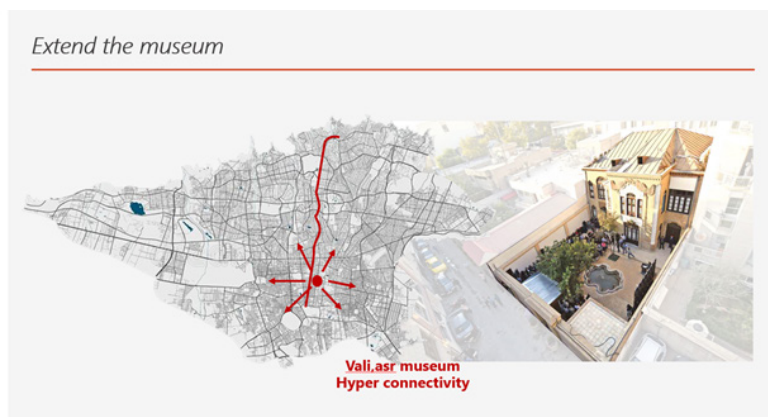 Extend the museum
Vali.asr museum
Hyper connectivity